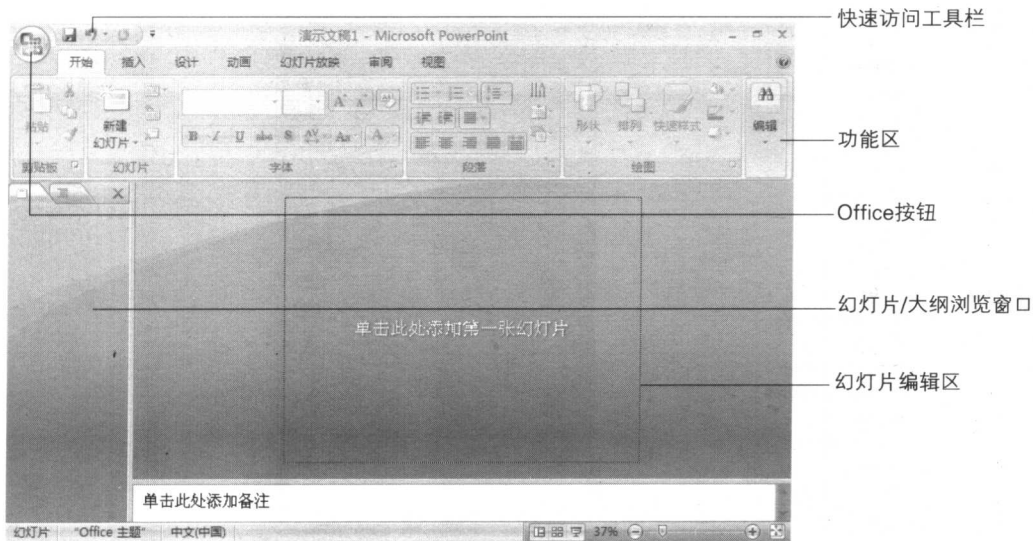 快速访问工具栏
演示文稿1 - Microsoft PowerPoint
开始 插入 设计 动画 幻灯片放映 审阅 视图
粘贴 新建 幻灯片 形状 排列 快速样式 编辑
B I U abe S AV Aa A
功能区
剪贴板 幻灯片 字体 段落 绘图
Office按钮
幻灯片/大纲浏览窗口
单击此处添加第一张幻灯片
幻灯片编辑区
单击此处添加备注
幻灯片 "Office 主题" 中文(中国) 37%